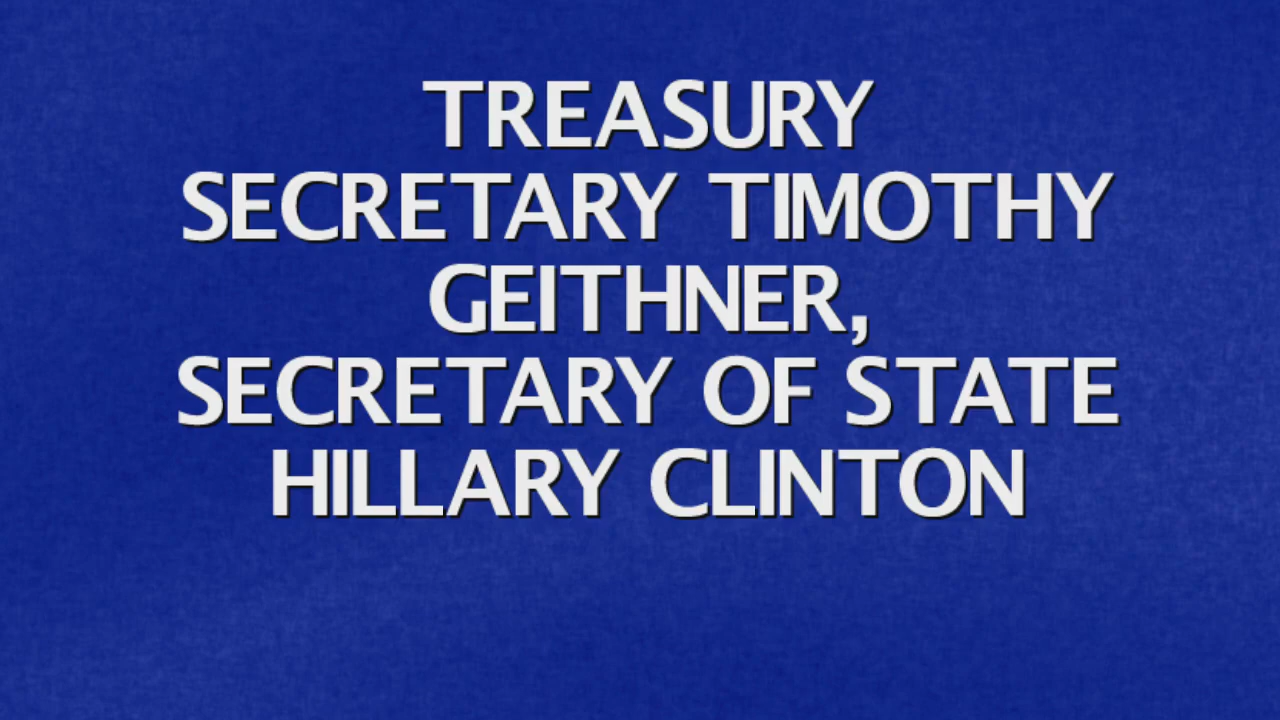 TREASURY
SECRETARY TIMOTHY
GEITHNER,
SECRETARY OF STATE
HILLARY CLINTON